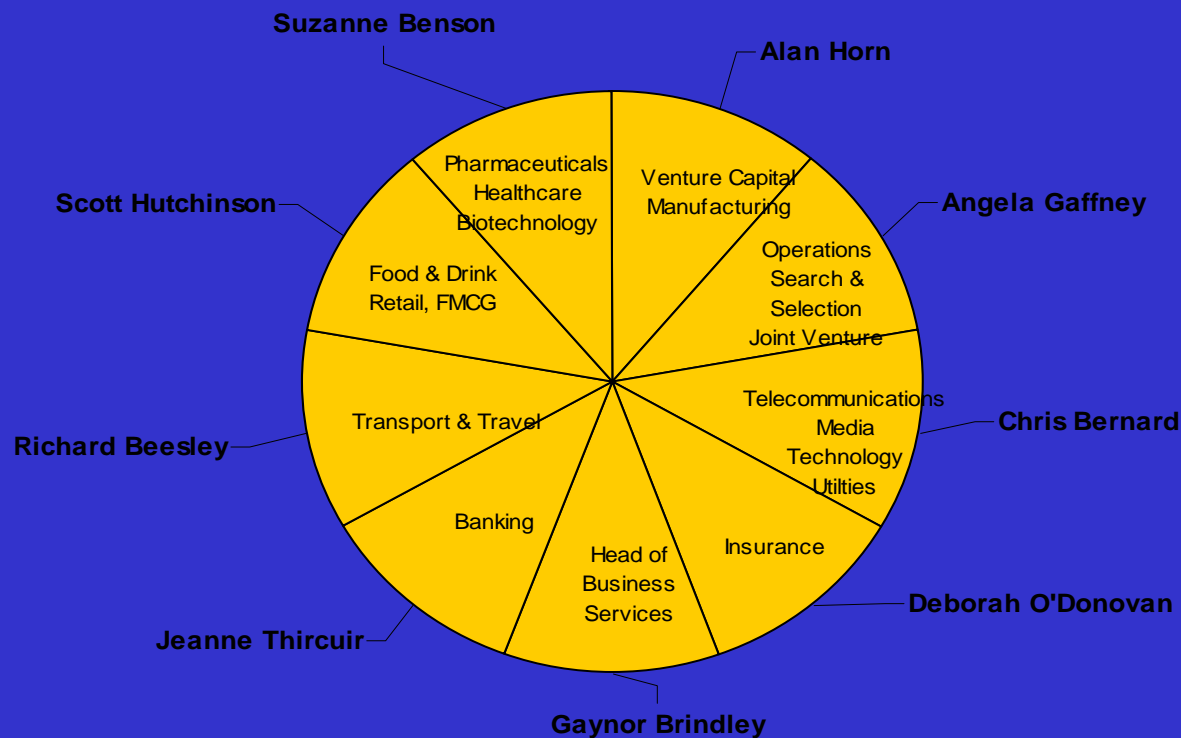 Suzanne Benson
Alan Horn
Pharmaceuticals
Healthcare
Biotechnology
Venture Capital
Manufacturing
Scott Hutchinson
Angela Gaffney
Food & Drink
Retail, FMCG
Operations
Search &
Selection
Joint Venture
Richard Beesley
Transport & Travel
Telecommunications
Media
Technology
Utilties
Chris Bernard
Banking
Head of
Business
Services
Insurance
Deborah O'Donovan
Jeanne Thircuir
Gaynor Brindley